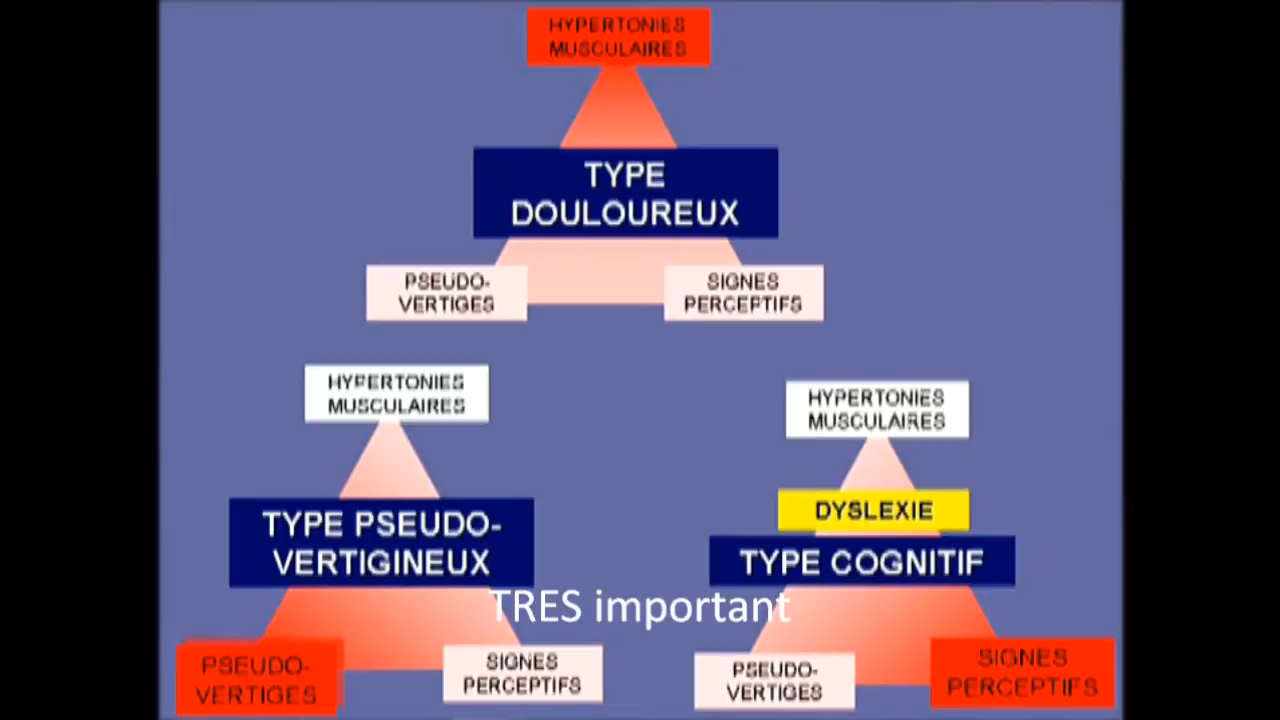 HYPERTONIES
MUSCULAIRES
TYPE
DOULOUREUX
PSEUDO-
VERTIGES
SIGNES
PERCEPTIFS
HYPERTONIES
MUSCULAIRES
TYPE PSEUDO-
VERTIGINEUX
PSEUDO-
VERTIGES
SIGNES
PERCEPTIFS
HYPERTONIES
MUSCULAIRES
DYSLEXIE
TYPE COGNITIF
PSEUDO-
VERTIGES
SIGNES
PERCEPTIFS
TRES important